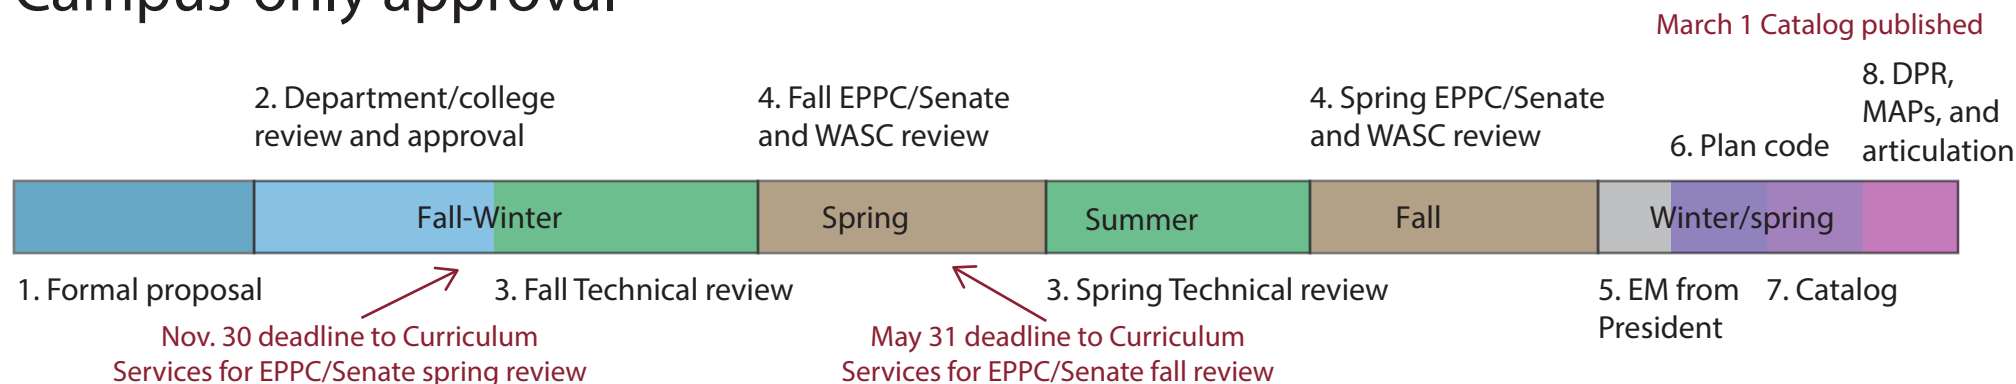 Campus-only approval
March 1 Catalog published
2. Department/college
review and approval
4. Fall EPPC/Senate
and WASC review
4. Spring EPPC/Senate
and WASC review
6. Plan code
8. DPR,
MAPs, and
articulation
Fall-Winter
Spring
Summer
Fall
Winter/spring
1. Formal proposal
3. Fall Technical review
3. Spring Technical review
5. EM from
President
7. Catalog
Nov. 30 deadline to Curriculum
Services for EPPC/Senate spring review
May 31 deadline to Curriculum
Services for EPPC/Senate fall review